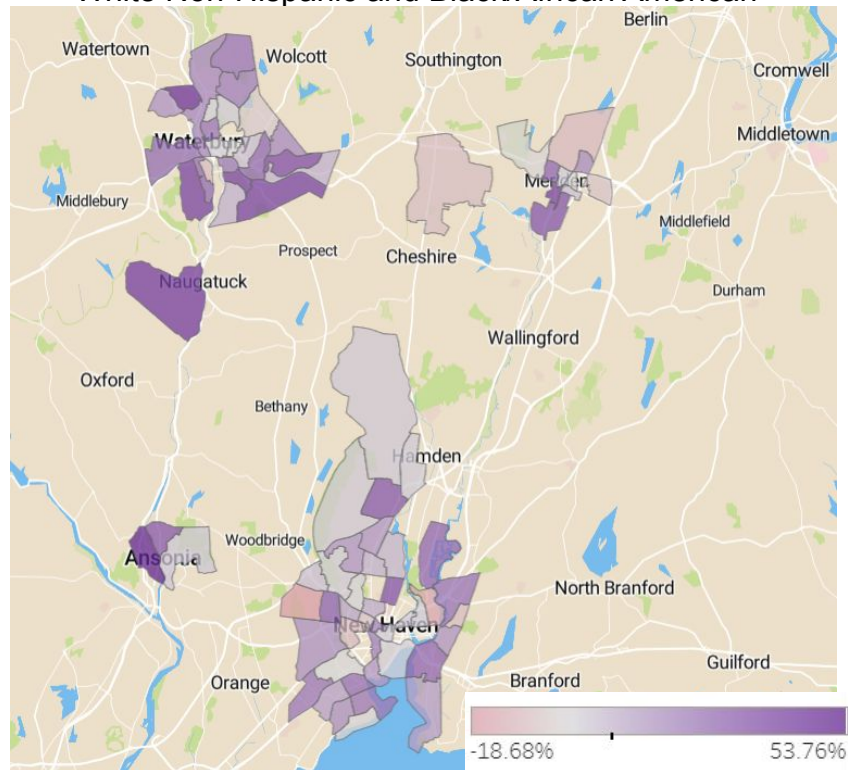 White Non-Hispanic and Black/African American
Berlin
Watertown
Wolcott
Southington
Cromwell
Waterbury
Middletown
Meriden
Middlebury
Middlefield
Prospect
Cheshire
Naugatuck
Durham
Wallingford
Oxford
Bethany
Hamden
Woodbridge
Ansonia
North Branford
New Haven
Guilford
Orange
Branford
-18.68%
53.76%